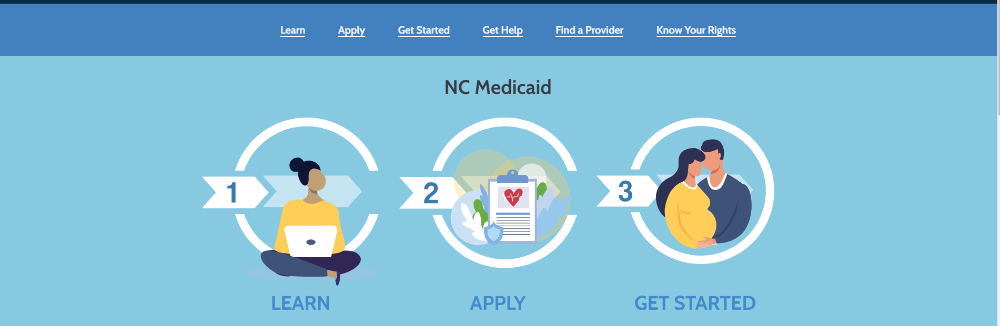 Learn Apply Get Started Get Help Find a Provider Know Your Rights
NC Medicaid
1 2 3
LEARN APPLY GET STARTED